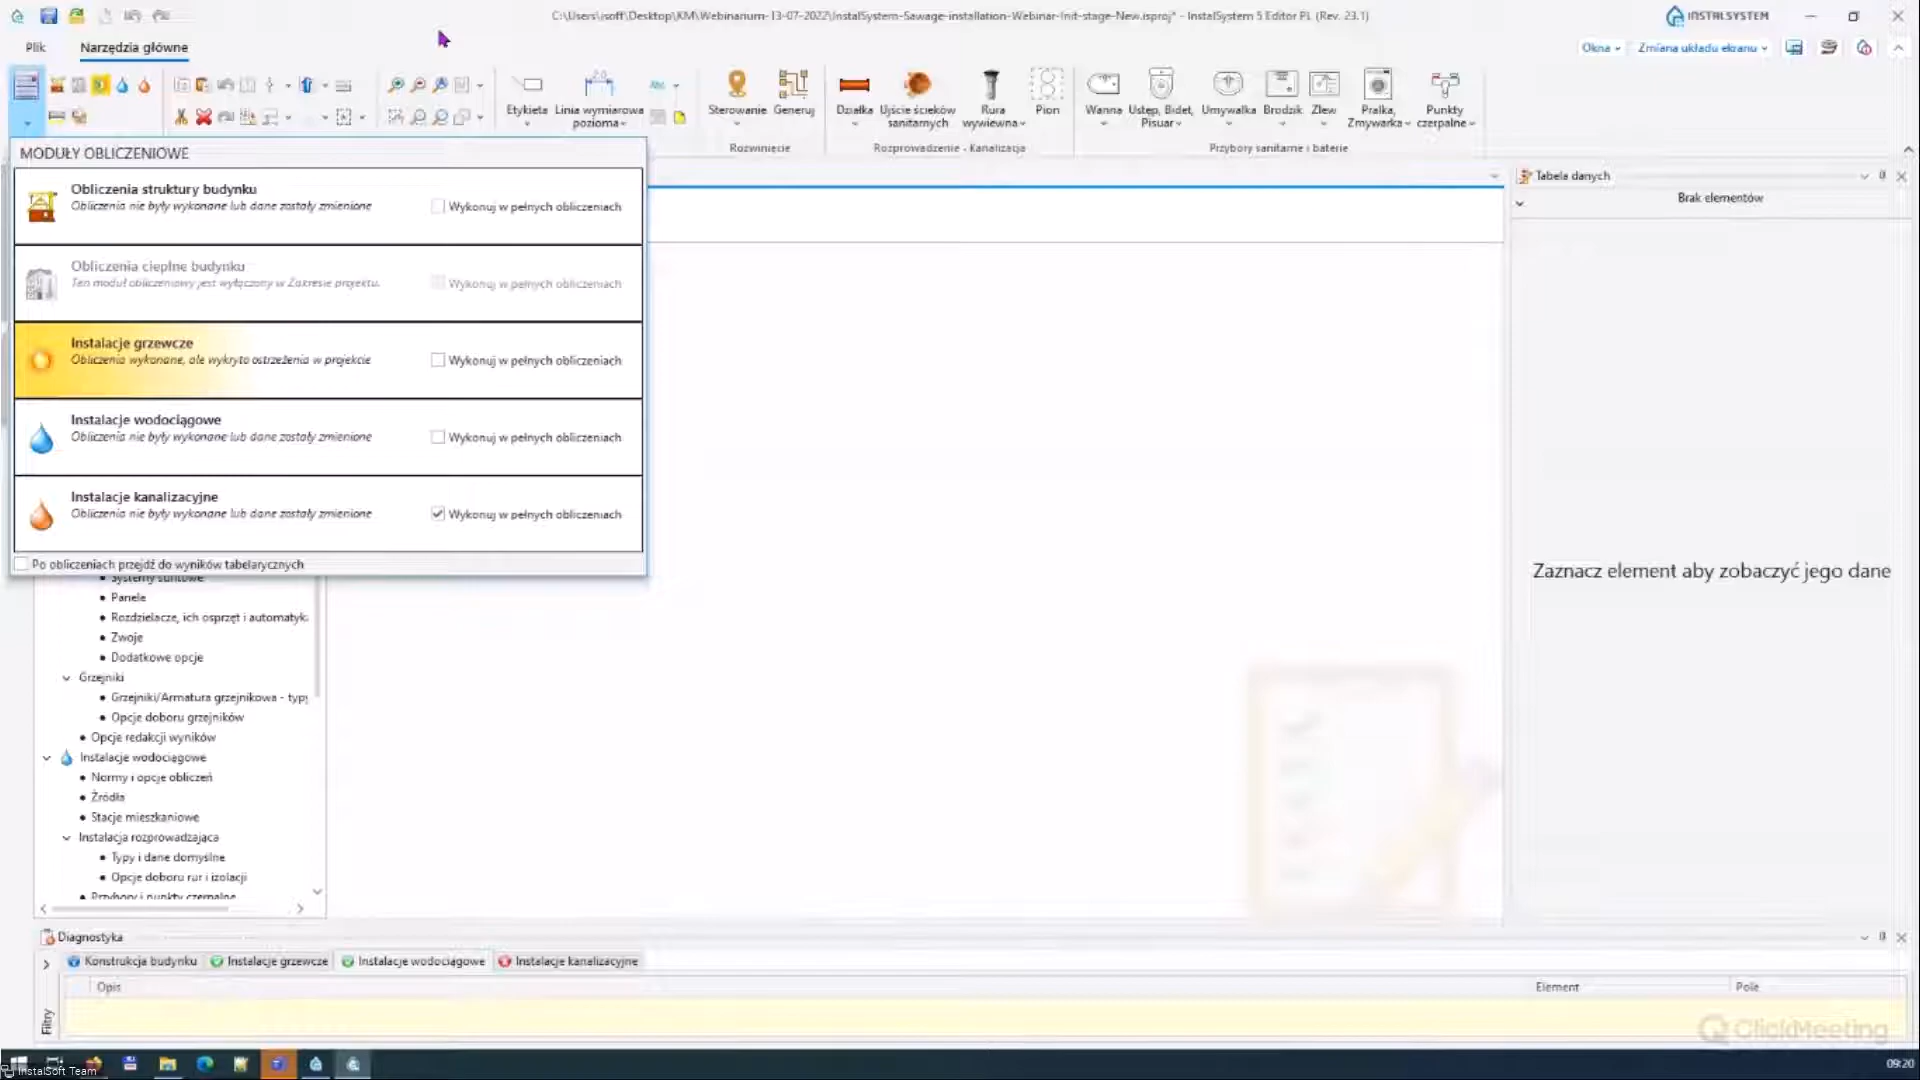 C:\Users\isoft\Desktop\KM\Webinarium-13-07-2022\InstalSystem-Sawage-installation-Webinar-Init-stage-New.isproj* - InstalSystem 5 Editor PL (Rev. 23.1)
INSTALSYSTEM
Plik
Narzędzia główne
Okna
Zmiana układu ekranu
Etykieta
Linia wymiarowa pozioma
Sterowanie
Generuj
Działka
Ujście ścieków sanitarnych
Rura wywiewna
Pion
Wanna
Ustęp, Bidet, Pisuar
Umywalka
Brodzik
Zlew
Pralka, Zmywarka
Punkty czerpalne
Rozwinięcie
Rozprowadzenie - Kanalizacja
Przybory sanitarne i baterie
MODUŁY OBLICZENIOWE
Obliczenia struktury budynku
Obliczenia nie były wykonane lub dane zostały zmienione
Wykonuj w pełnych obliczeniach
Obliczenia cieplne budynku
Ten moduł obliczeniowy jest wyłączony w Zakresie projektu.
Wykonuj w pełnych obliczeniach
Instalacje grzewcze
Obliczenia wykonane, ale wykryto ostrzeżenia w projekcie
Wykonuj w pełnych obliczeniach
Instalacje wodociągowe
Obliczenia nie były wykonane lub dane zostały zmienione
Wykonuj w pełnych obliczeniach
Instalacje kanalizacyjne
Obliczenia nie były wykonane lub dane zostały zmienione
Wykonuj w pełnych obliczeniach
Po obliczeniach przejdź do wyników tabelarycznych
Tabela danych
Brak elementów
Zaznacz element aby zobaczyć jego dane
Systemy sufitowe
Panele
Rozdzielacze, ich osprzęt i automatyk
Zwoje
Dodatkowe opcje
Grzejniki
Grzejniki/Armatura grzejnikowa - typy
Opcje doboru grzejników
Opcje redakcji wyników
Instalacje wodociągowe
Normy i opcje obliczeń
Źródła
Stacje mieszkaniowe
Instalacja rozprowadzająca
Typy i dane domyślne
Opcje doboru rur i izolacji
Przybory i punkty czerpalne
Diagnostyka
Konstrukcja budynku
Instalacje grzewcze
Instalacje wodociągowe
Instalacje kanalizacyjne
Opis
Element
Pole
Filtry
ClickMeeting
InstalSoft Team
09:20